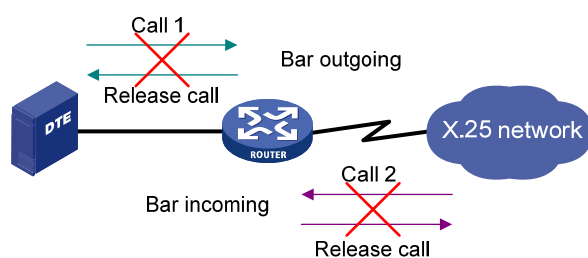 Call 1
Bar outgoing
Release call
DTE
ROUTER
X.25 network
Call 2
Bar incoming
Release call